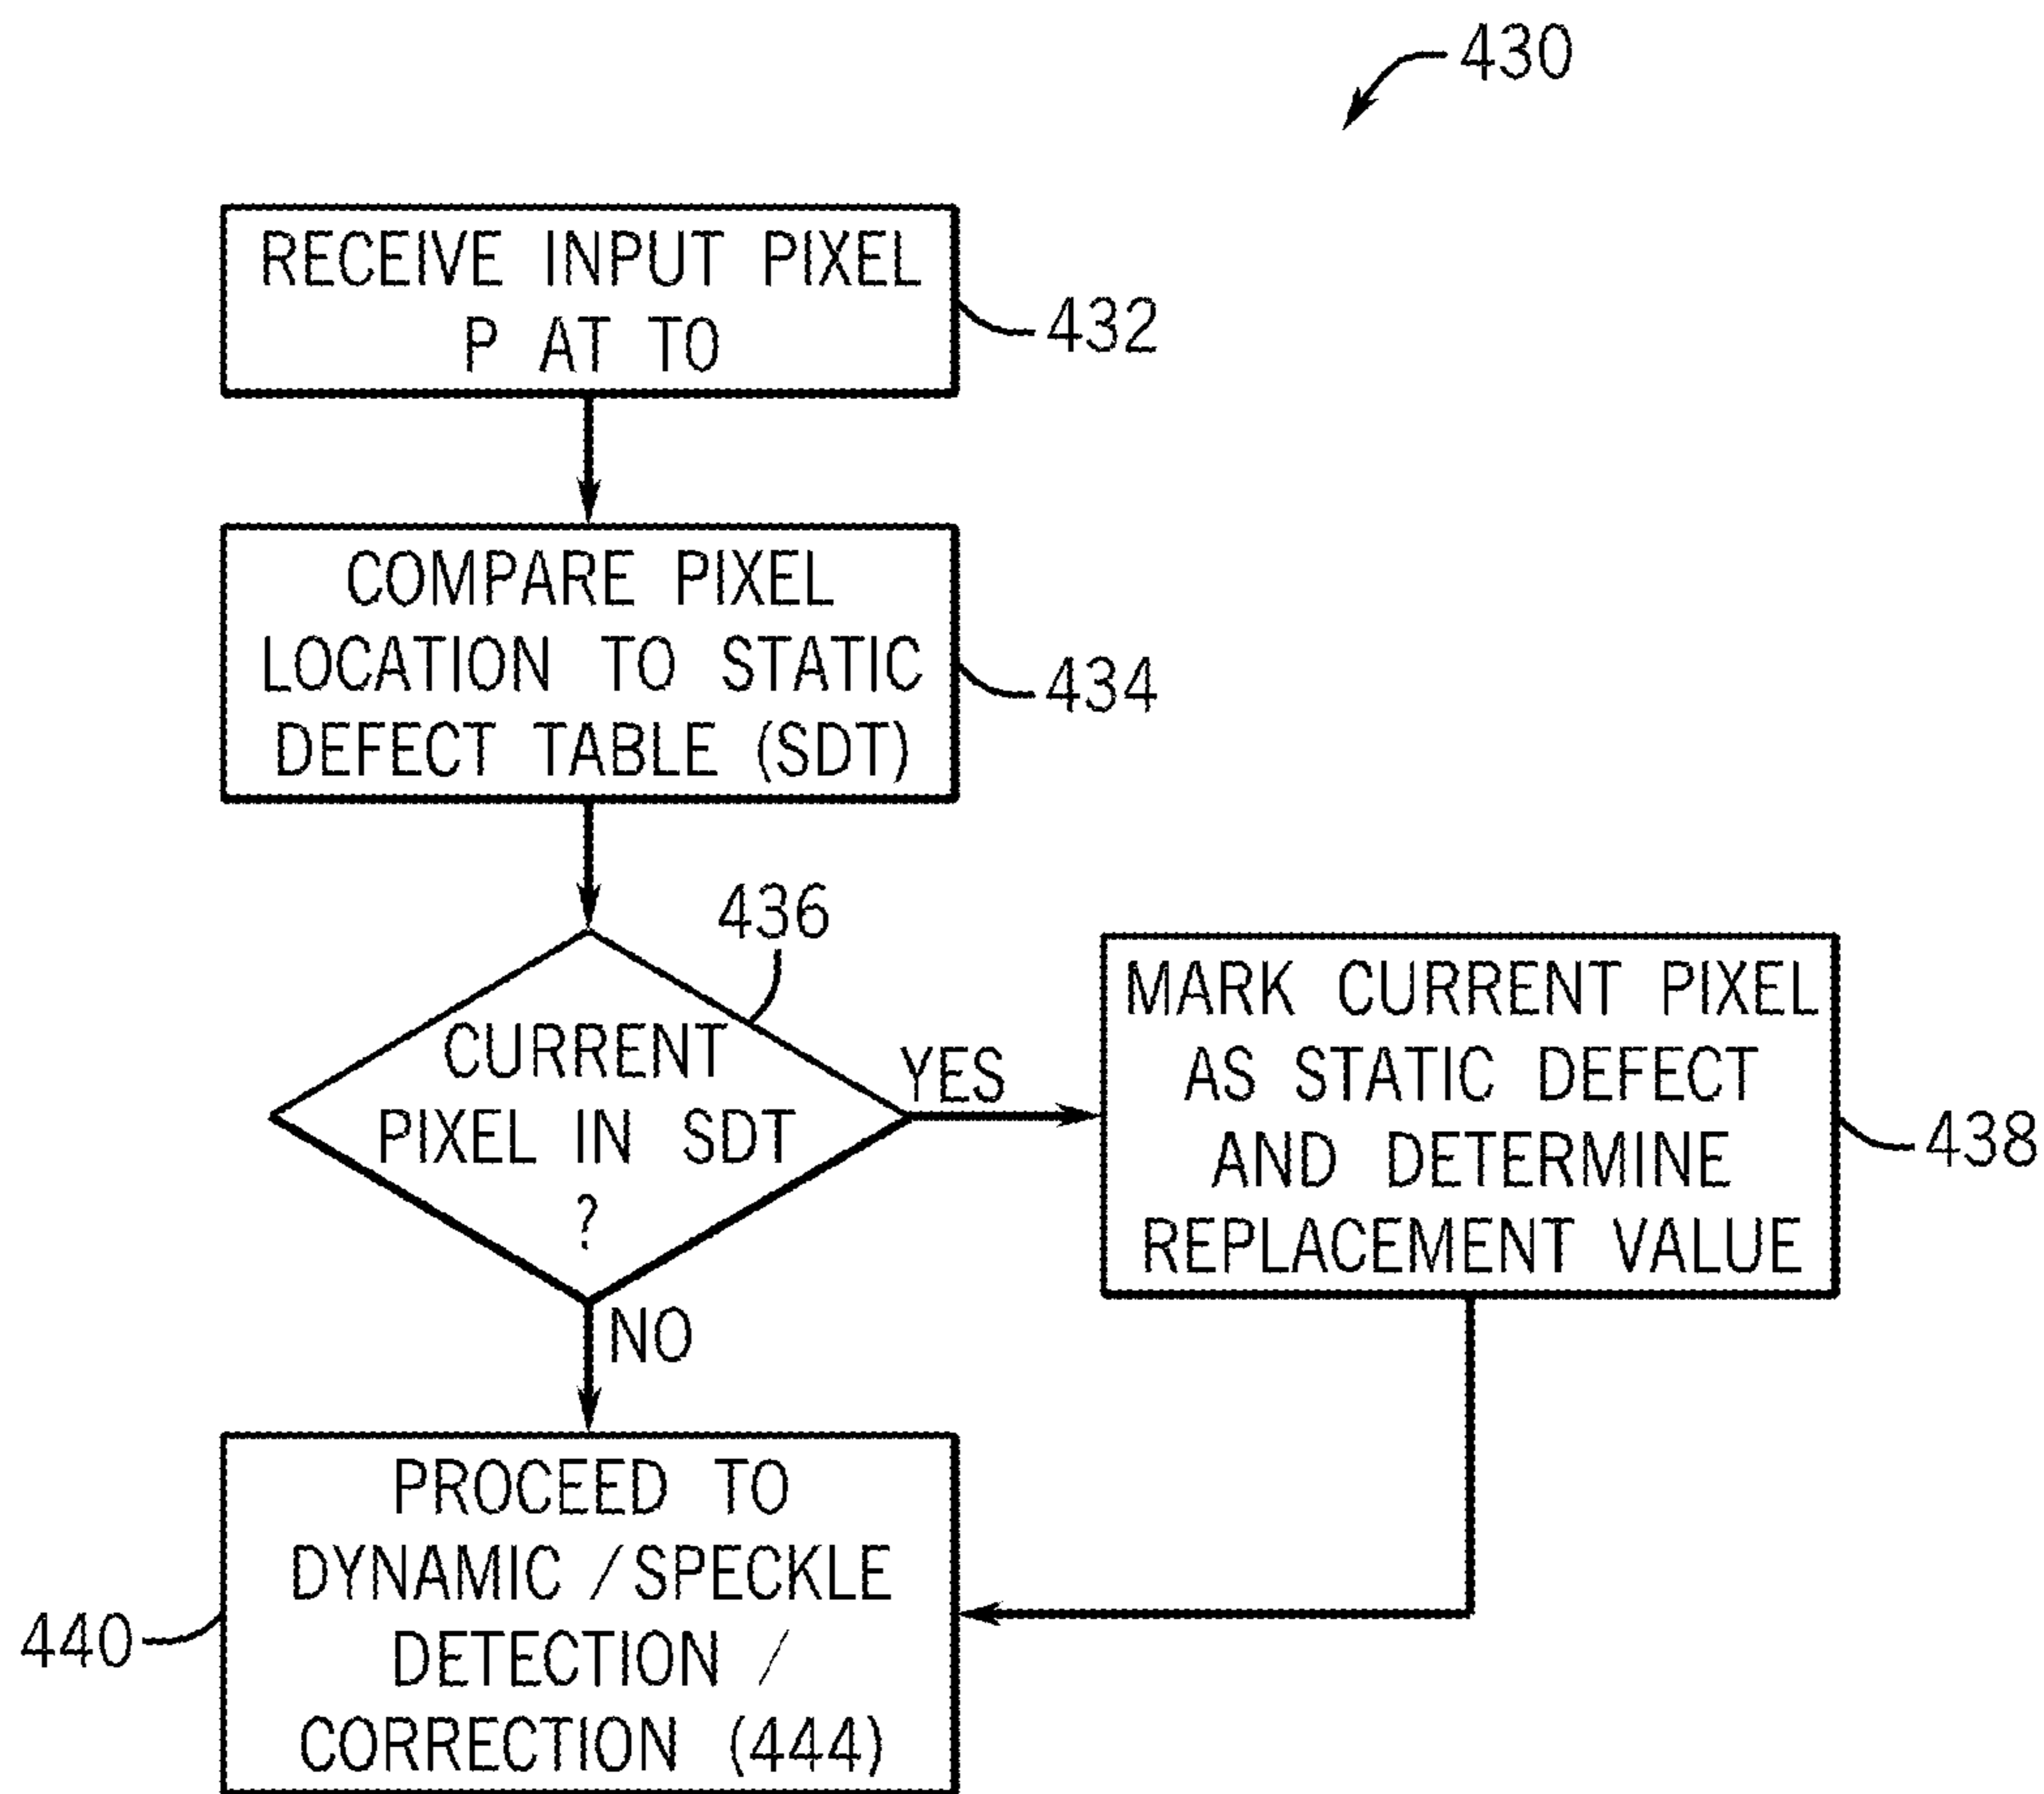 430
RECEIVE INPUT PIXEL
P AT TO
432
COMPARE PIXEL
LOCATION TO STATIC
DEFECT TABLE (SDT)
434
436
CURRENT
PIXEL IN SDT
?
YES
MARK CURRENT PIXEL
AS STATIC DEFECT
AND DETERMINE
REPLACEMENT VALUE
438
NO
PROCEED TO
DYNAMIC /SPECKLE
DETECTION /
CORRECTION (444)
440